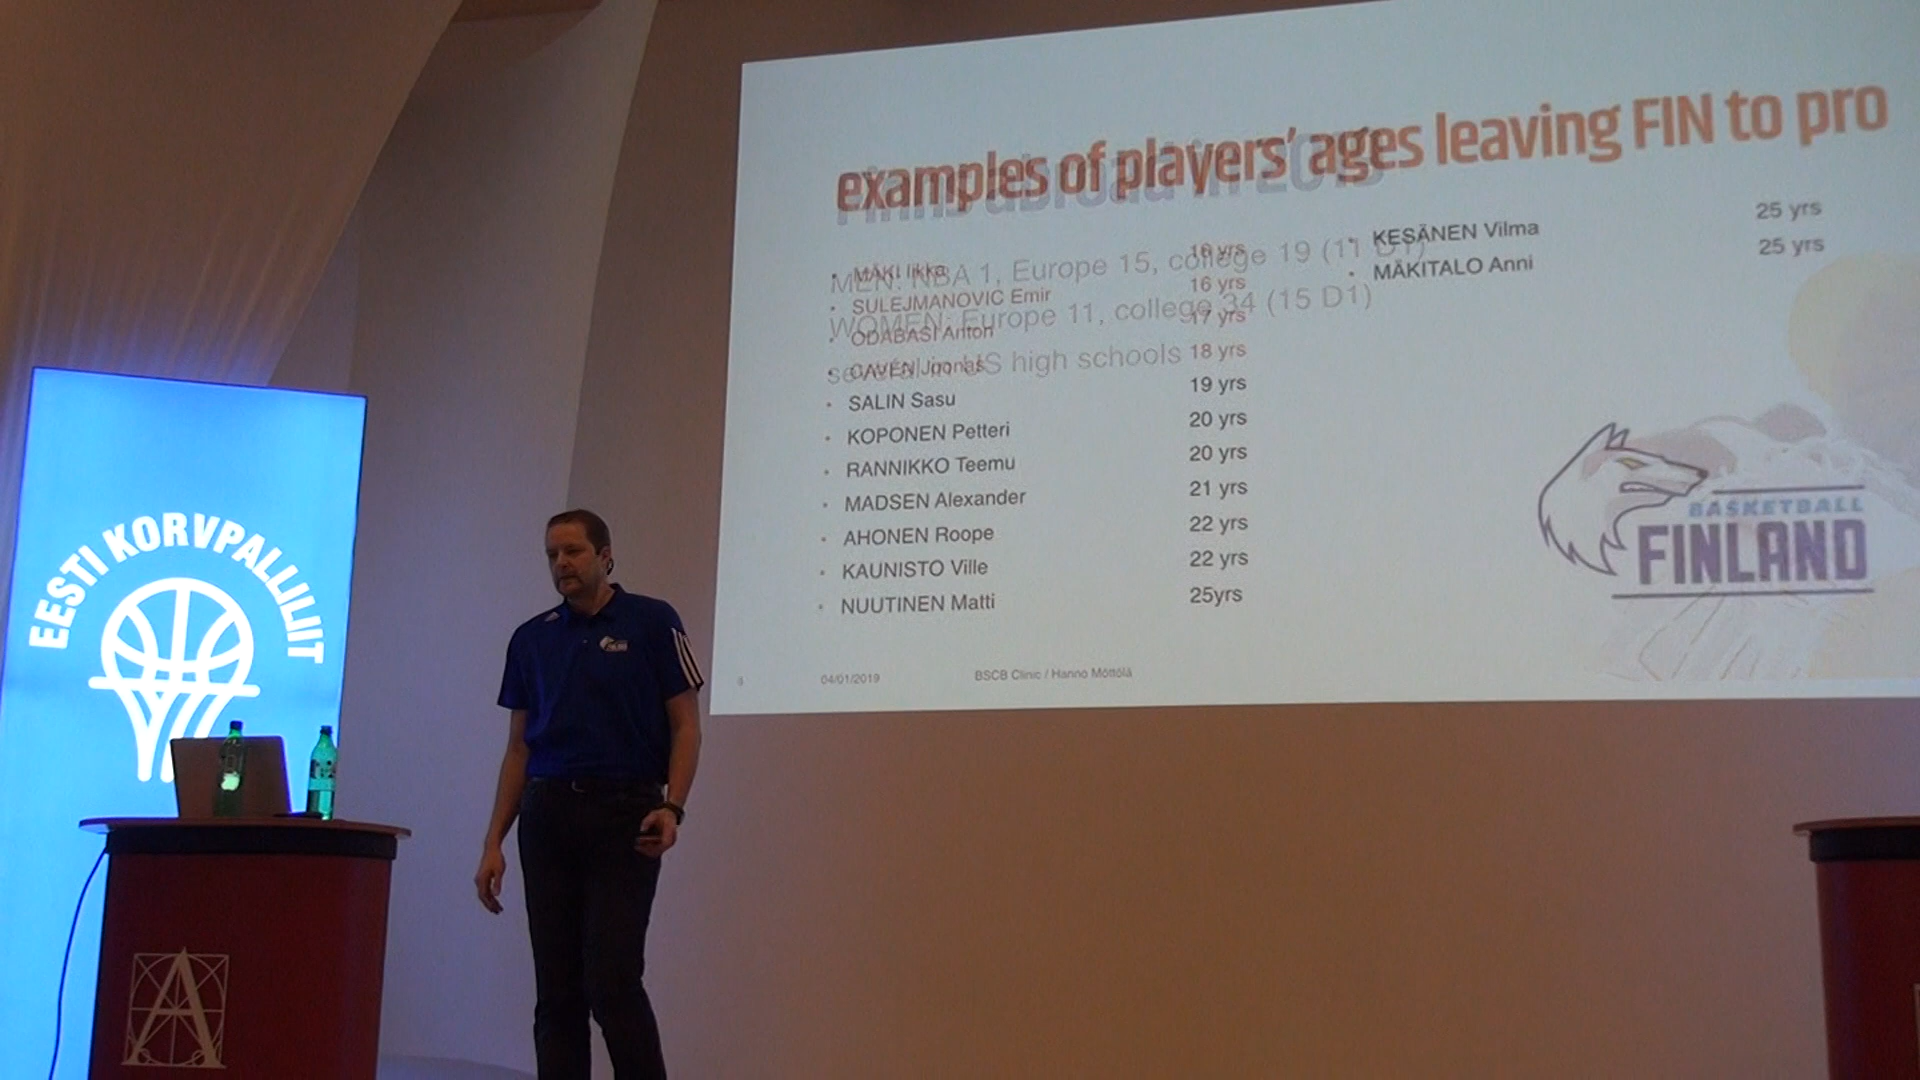 EESTI KORVPALLILIIT
examples of players' ages leaving FIN to pro
Finns abroad in 2018
MEN: NBA 1, Europe 15, college 19 (11 D1)
WOMEN: Europe 11, college 34 (15 D1)
several in US high schools
• MÄKI Iikka 16 yrs
• SULEJMANOVIC Emir 16 yrs
• ODABASI Anton 17 yrs
• CAVÉN Joonas 18 yrs
• SALIN Sasu 19 yrs
• KOPONEN Petteri 20 yrs
• RANNIKKO Teemu 20 yrs
• MADSEN Alexander 21 yrs
• AHONEN Roope 22 yrs
• KAUNISTO Ville 22 yrs
• NUUTINEN Matti 25yrs
• KESÄNEN Vilma 25 yrs
• MÄKITALO Anni 25 yrs
BASKETBALL
FINLAND
04/01/2019 BSCB Clinic / Hanno Möttölä
A